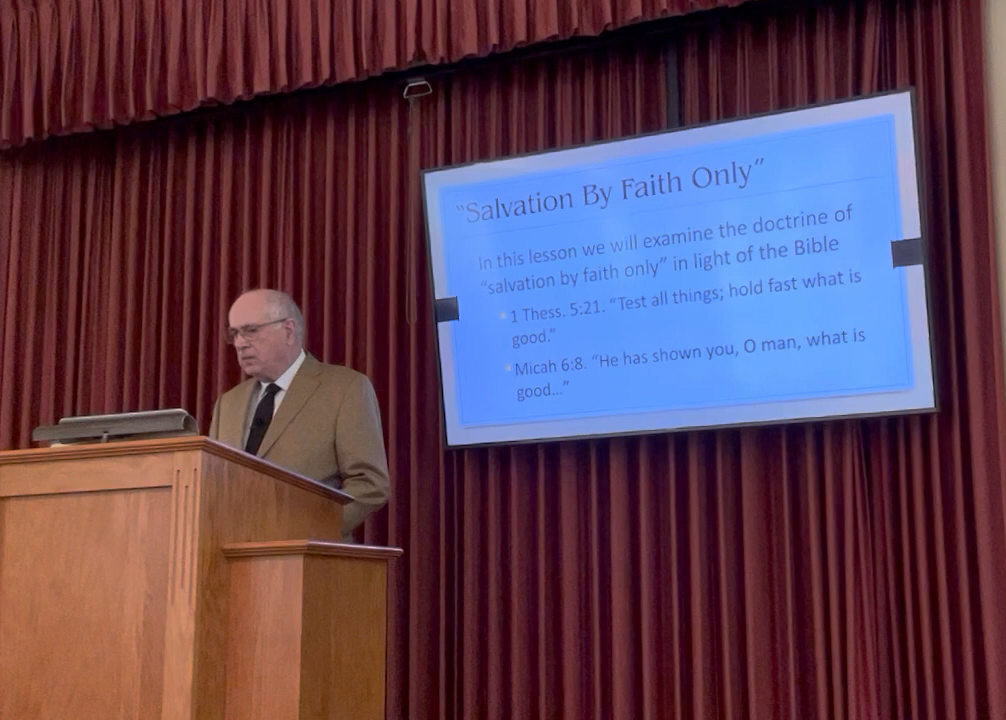 “Salvation By Faith Only”
In this lesson we will examine the doctrine of
“salvation by faith only” in light of the Bible
1 Thess. 5:21. “Test all things; hold fast what is
good.”
Micah 6:8. “He has shown you, O man, what is
good...”